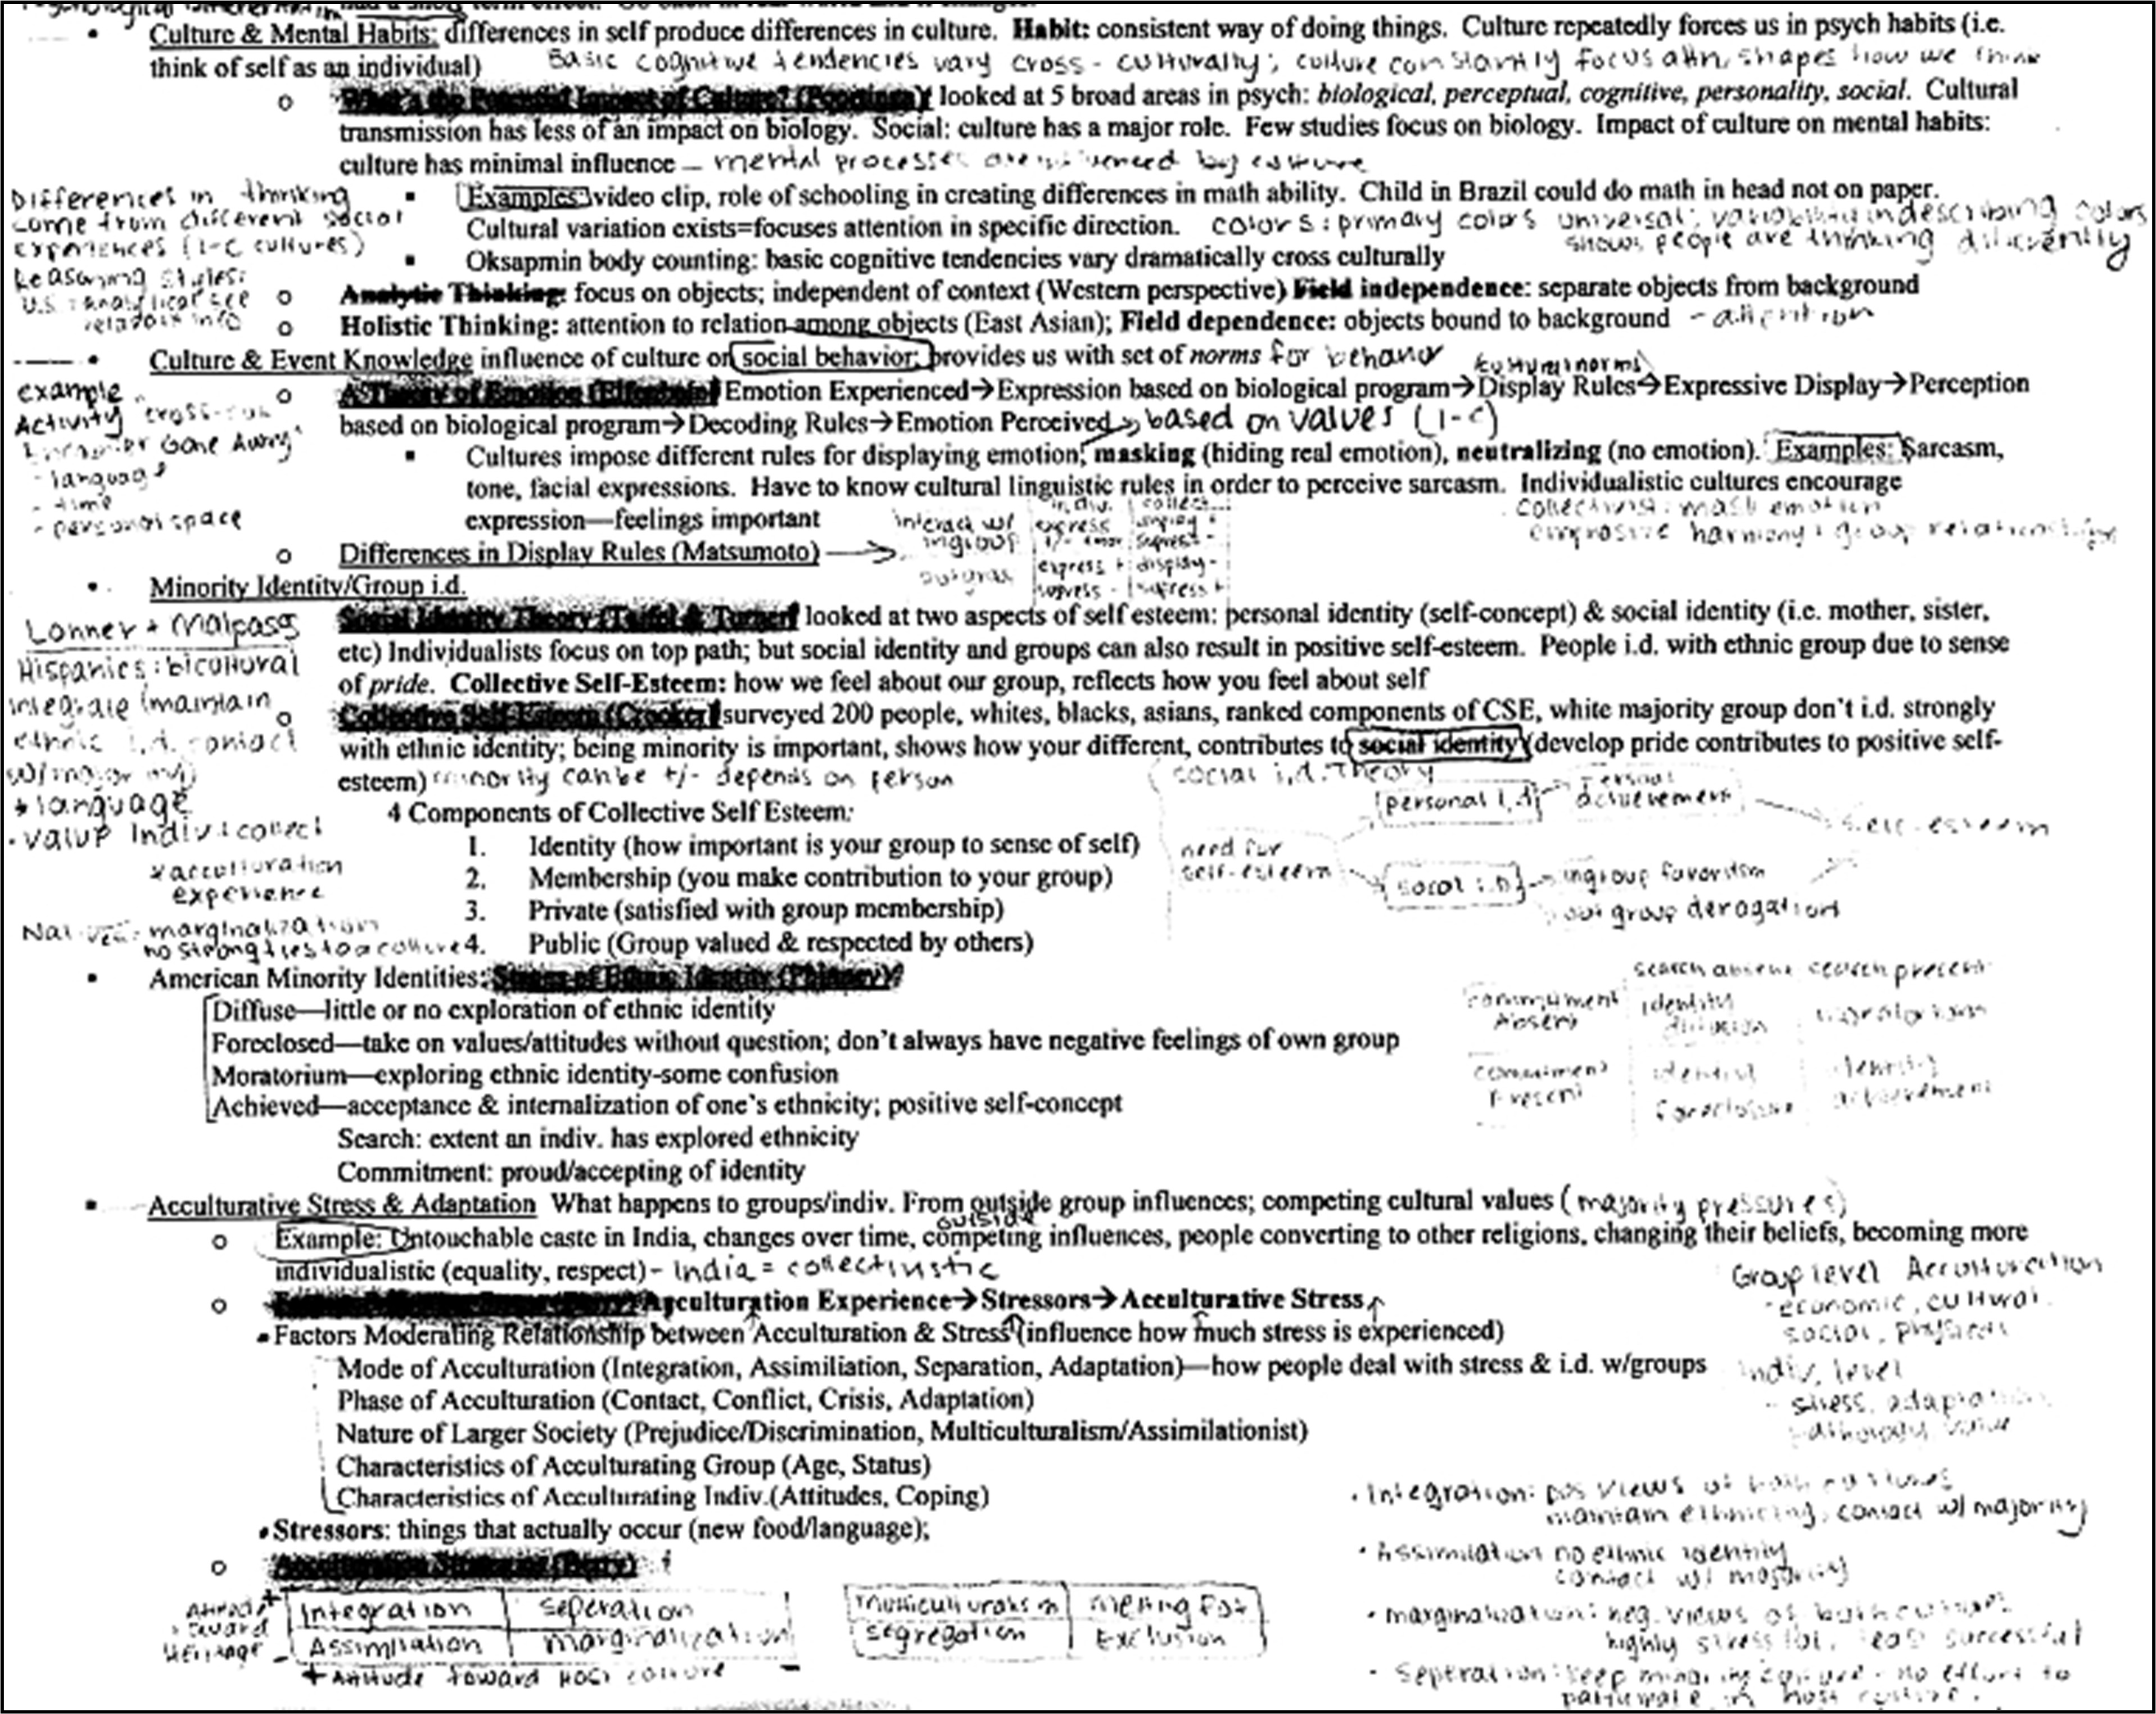 Culture & Mental Habits: differences in self produce differences in culture. Habit: consistent way of doing things. Culture repeatedly forces us in psych habits (i.e.
think of self as an individual) Basic cognitive tendencies vary cross-culturally; culture constantly focus attn, shapes how we think
What's the Potential Impact of Culture? (Poortinga) looked at 5 broad areas in psych: biological, perceptual, cognitive, personality, social. Cultural
transmission has less of an impact on biology. Social: culture has a major role. Few studies focus on biology. Impact of culture on mental habits:
culture has minimal influence – mental processes are influenced by culture
Examples: video clip, role of schooling in creating differences in math ability. Child in Brazil could do math in head not on paper.
Cultural variation exists=focuses attention in specific direction. colors: primary colors universal; variability in describing colors
shows people are thinking differently
Oksapmin body counting: basic cognitive tendencies vary dramatically cross culturally
Differences in thinking
come from different social
experiences (I-C cultures)
Reasoning styles:
U.S.: analytical see
Analytic Thinking: focus on objects; independent of context (Western perspective) Field independence: separate objects from background
Holistic Thinking: attention to relation among objects (East Asian); Field dependence: objects bound to background - attention
Culture & Event Knowledge influence of culture on social behavior; provides us with set of norms for behavior
cultural norms
A Theory of Emotion (Ellsberg) Emotion Experienced→Expression based on biological program→Display Rules→Expressive Display→Perception
based on biological program→Decoding Rules→Emotion Perceived → based on values (I-C)
example
Activity cross-cul
Encounter Gone Awry
- language
- time
- personal space
Cultures impose different rules for displaying emotion; masking (hiding real emotion), neutralizing (no emotion). Examples: Sarcasm,
tone, facial expressions. Have to know cultural linguistic rules in order to perceive sarcasm. Individualistic cultures encourage
expression—feelings important
collectivist: mask emotion
emphasize harmony + group relationships
Differences in Display Rules (Matsumoto) →
indiv. collect.
interact w/ ingroup express +/- emot display + supress -
outgroup express + supress - display - supress +
Minority Identity/Group i.d.
Social Identity Theory (Taifel & Turner) looked at two aspects of self esteem: personal identity (self-concept) & social identity (i.e. mother, sister,
etc) Individualists focus on top path; but social identity and groups can also result in positive self-esteem. People i.d. with ethnic group due to sense
of pride. Collective Self-Esteem: how we feel about our group, reflects how you feel about self
Collective Self-Esteem (Crocker) surveyed 200 people, whites, blacks, asians, ranked components of CSE, white majority group don't i.d. strongly
with ethnic identity; being minority is important, shows how your different, contributes to social identity (develop pride contributes to positive self-
esteem) minority can be +/- depends on person
Lonner + Malpass
Hispanics: bicultural
integrate/maintain
ethnic i.d. contact
w/ majority
+ language
- value Indiv + collect
* acculturation
experience
Natives: marginalization
no strong ties to a culture
4 Components of Collective Self Esteem:
1. Identity (how important is your group to sense of self)
2. Membership (you make contribution to your group)
3. Private (satisfied with group membership)
4. Public (Group valued & respected by others)
social i.d. Theory
need for self-esteem
personal i.d.
Personal achievement
social i.d.
ingroup favoritism
outgroup derogation
self-esteem
American Minority Identities: Stages of Ethnic Identity (Phinney)
Diffuse—little or no exploration of ethnic identity
Foreclosed—take on values/attitudes without question; don't always have negative feelings of own group
Moratorium—exploring ethnic identity-some confusion
Achieved—acceptance & internalization of one's ethnicity; positive self-concept
Search: extent an indiv. has explored ethnicity
Commitment: proud/accepting of identity
search absent search present
commitment Absent identity diffusion moratorium
commitment Present identity foreclosure identity achievement
Acculturative Stress & Adaptation What happens to groups/indiv. From outside group influences; competing cultural values (majority pressures)
outside
Example: Untouchable caste in India, changes over time, competing influences, people converting to other religions, changing their beliefs, becoming more
individualistic (equality, respect) - India = collectivistic
Acculturation Experience→Stressors→Acculturative Stress
Factors Moderating Relationship between Acculturation & Stress (influence how much stress is experienced)
Mode of Acculturation (Integration, Assimiliation, Separation, Adaptation)—how people deal with stress & i.d. w/groups
Phase of Acculturation (Contact, Conflict, Crisis, Adaptation)
Nature of Larger Society (Prejudice/Discrimination, Multiculturalism/Assimilationist)
Characteristics of Acculturating Group (Age, Status)
Characteristics of Acculturating Indiv.(Attitudes, Coping)
Stressors: things that actually occur (new food/language);
Group level Acculturation
- economic, cultural
social, physical
Indiv. level
- stress, adaptation
· Integration: pos views of both cultures
maintain ethnicity, contact w/ majority
· Assimilation no ethnic identity
contact w/ majority
· marginalization: neg. views of both cultures
highly stressful, least successful
· Seperation: keep minority culture - no effort to
participate in host culture.
(Berry)
Attitude toward Heritage + -
Integration Seperation
Assimilation marginalization
+ Attitude toward Host culture -
multiculturalism melting Pot
segregation Exclusion